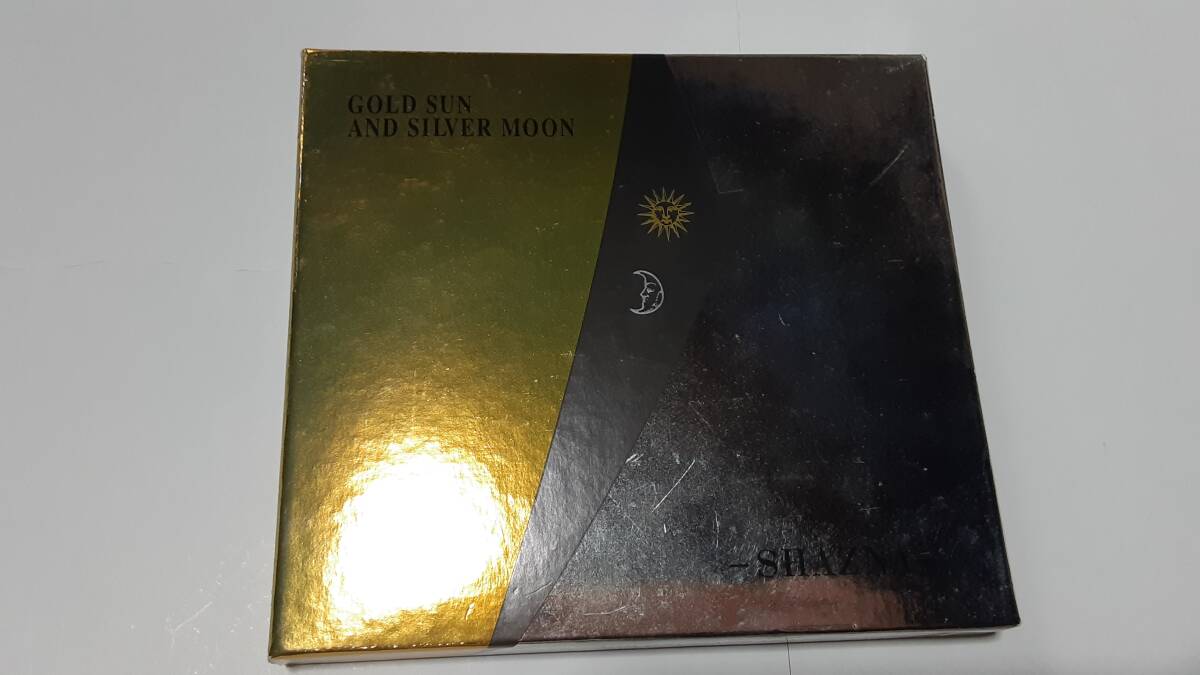 GOLD SUN
AND SILVER MOON
-SHAZNA-